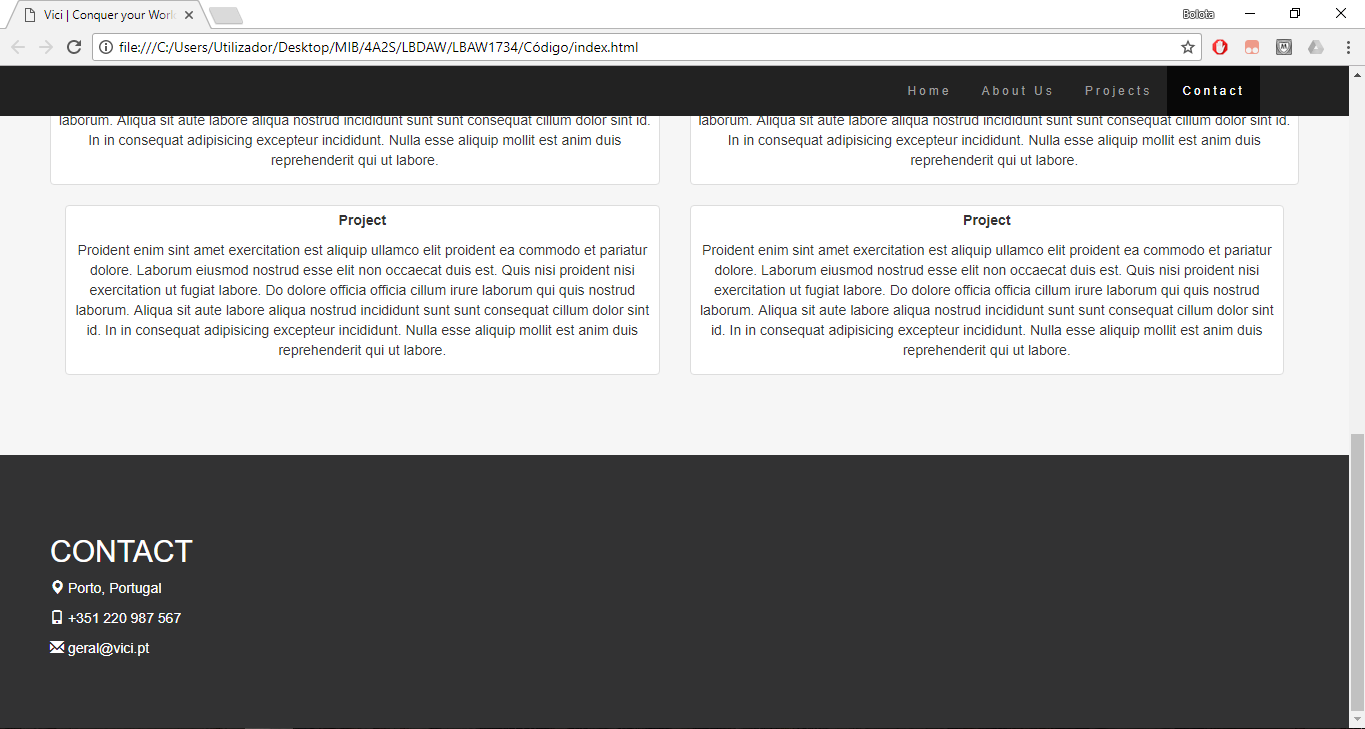 Vici | Conquer your Worl
Bolota
file:///C:/Users/Utilizador/Desktop/MIB/4A2S/LBDAW/LBAW1734/Código/index.html
Home About Us Projects Contact
laborum. Aliqua sit aute labore aliqua nostrud incididunt sunt sunt consequat cillum dolor sint id.
In in consequat adipisicing excepteur incididunt. Nulla esse aliquip mollit est anim duis
reprehenderit qui ut labore.
laborum. Aliqua sit aute labore aliqua nostrud incididunt sunt sunt consequat cillum dolor sint id.
In in consequat adipisicing excepteur incididunt. Nulla esse aliquip mollit est anim duis
reprehenderit qui ut labore.
Project
Proident enim sint amet exercitation est aliquip ullamco elit proident ea commodo et pariatur
dolore. Laborum eiusmod nostrud esse elit non occaecat duis est. Quis nisi proident nisi
exercitation ut fugiat labore. Do dolore officia officia cillum irure laborum qui quis nostrud
laborum. Aliqua sit aute labore aliqua nostrud incididunt sunt sunt consequat cillum dolor sint
id. In in consequat adipisicing excepteur incididunt. Nulla esse aliquip mollit est anim duis
reprehenderit qui ut labore.
Project
Proident enim sint amet exercitation est aliquip ullamco elit proident ea commodo et pariatur
dolore. Laborum eiusmod nostrud esse elit non occaecat duis est. Quis nisi proident nisi
exercitation ut fugiat labore. Do dolore officia officia cillum irure laborum qui quis nostrud
laborum. Aliqua sit aute labore aliqua nostrud incididunt sunt sunt consequat cillum dolor sint
id. In in consequat adipisicing excepteur incididunt. Nulla esse aliquip mollit est anim duis
reprehenderit qui ut labore.
CONTACT
Porto, Portugal
+351 220 987 567
geral@vici.pt